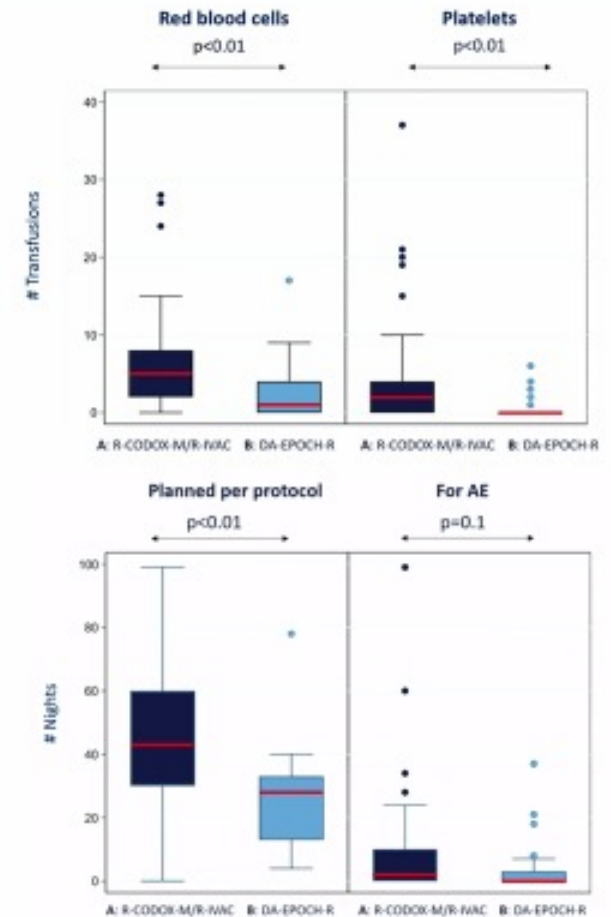 Red blood cells Platelets
p<0.01 p<0.01
# Transfusions
40
30
20
10
0
A: R-CODOX-M/R-IVAC B: DA-EPOCH-R A: R-CODOX-M/R-IVAC B: DA-EPOCH-R
Planned per protocol For AE
p<0.01 p=0.1
# Nights
100
80
60
40
20
0
A: R-CODOX-M/R-IVAC B: DA-EPOCH-R A: R-CODOX-M/R-IVAC B: DA-EPOCH-R